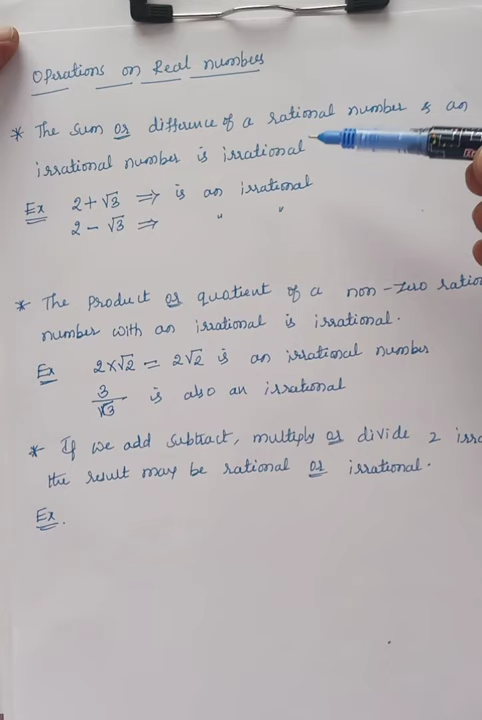 Operations on Real numbers
* The sum or difference of a rational number & an
irrational number is irrational
Ex 2+√3 ⇒ is an irrational
2-√3 ⇒ " "
* The product or quotient of a non-zero ratio
number with an irrational is irrational.
Ex 2x√2 = 2√2 is an irrational number
3/√3 is also an irrational
* If we add subtract, multiply or divide 2 irra
the result may be rational or irrational.
Ex.